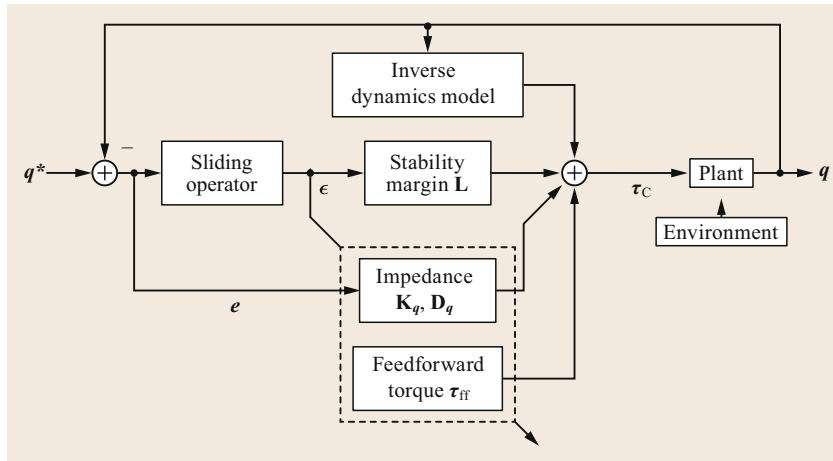 Inverse
dynamics model
−
q*
+
Sliding
operator
ϵ
Stability
margin L
+
τC
Plant
q
Environment
Impedance
Kq, Dq
e
Feedforward
torque τff